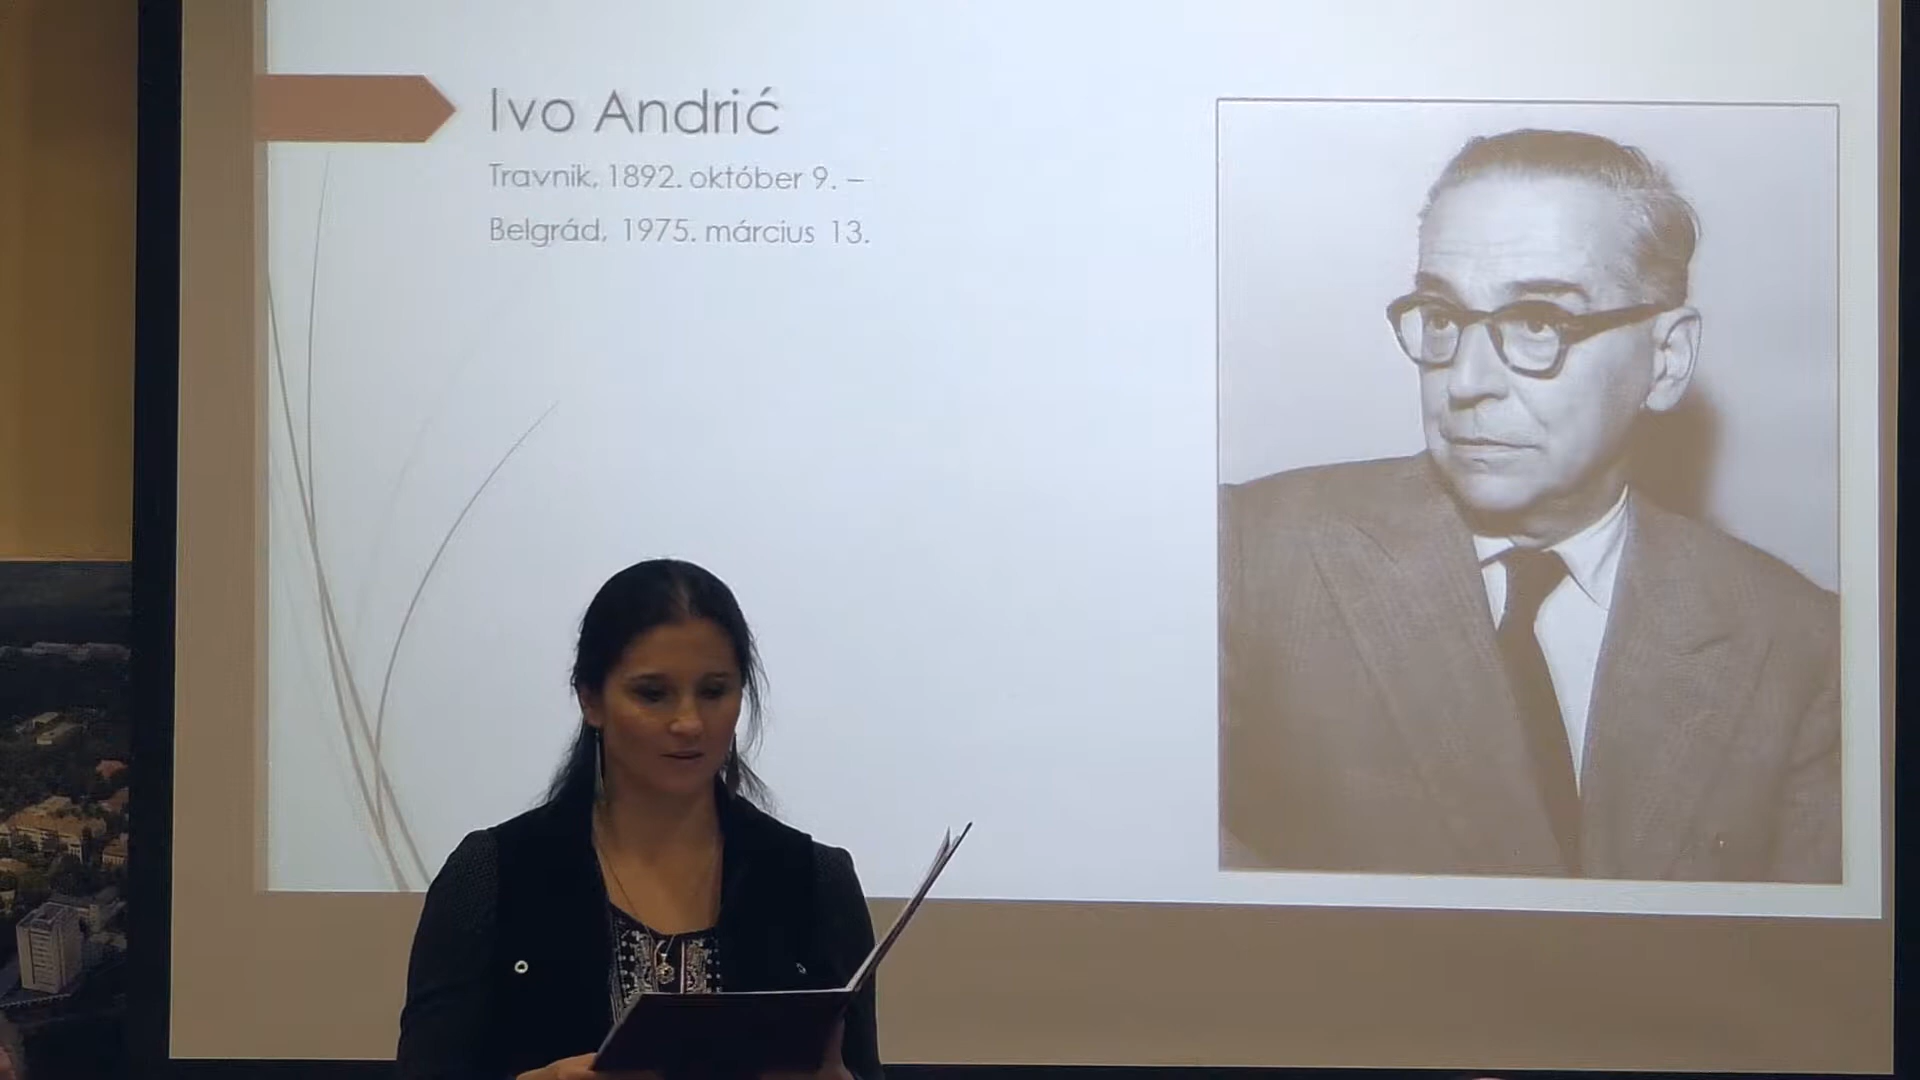 Ivo Andrić
Travnik, 1892. október 9. –
Belgrád, 1975. március 13.